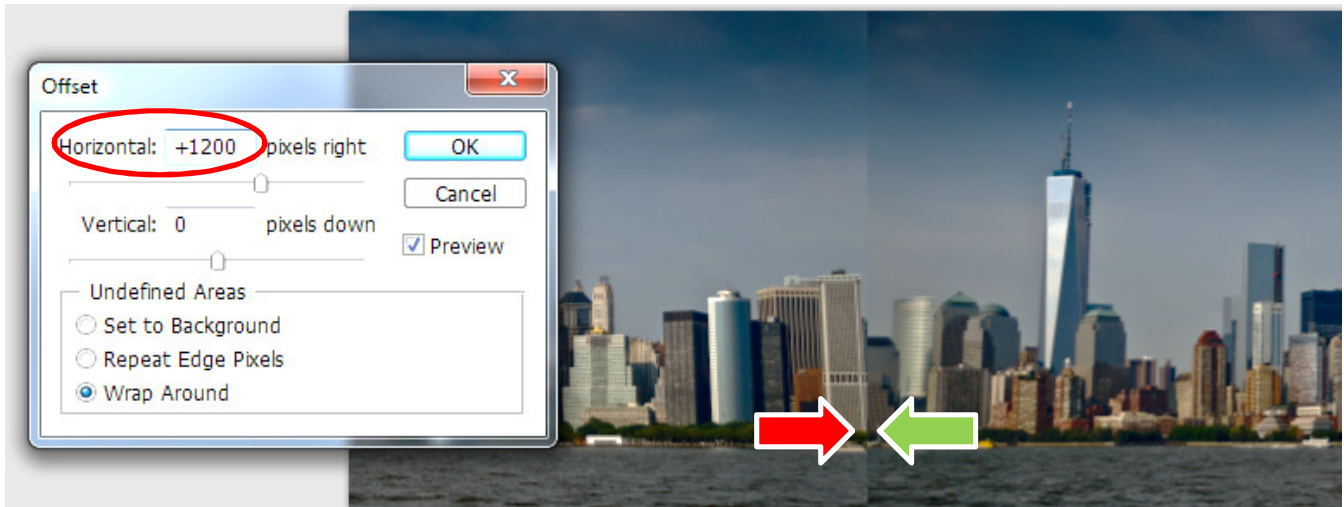 Offset
Horizontal: +1200 pixels right
OK
Cancel
Vertical: 0 pixels down
Preview
Undefined Areas
Set to Background
Repeat Edge Pixels
Wrap Around